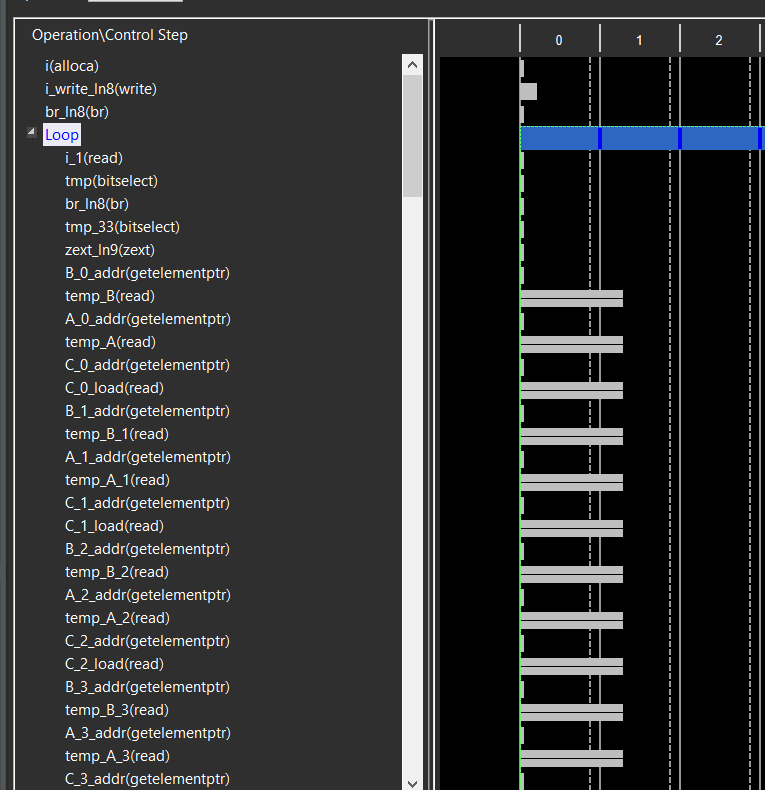 Operation\Control Step
0 1 2
i(alloca)
i_write_ln8(write)
br_ln8(br)
Loop
i_1(read)
tmp(bitselect)
br_ln8(br)
tmp_33(bitselect)
zext_ln9(zext)
B_0_addr(getelementptr)
temp_B(read)
A_0_addr(getelementptr)
temp_A(read)
C_0_addr(getelementptr)
C_0_load(read)
B_1_addr(getelementptr)
temp_B_1(read)
A_1_addr(getelementptr)
temp_A_1(read)
C_1_addr(getelementptr)
C_1_load(read)
B_2_addr(getelementptr)
temp_B_2(read)
A_2_addr(getelementptr)
temp_A_2(read)
C_2_addr(getelementptr)
C_2_load(read)
B_3_addr(getelementptr)
temp_B_3(read)
A_3_addr(getelementptr)
temp_A_3(read)
C_3_addr(getelementptr)